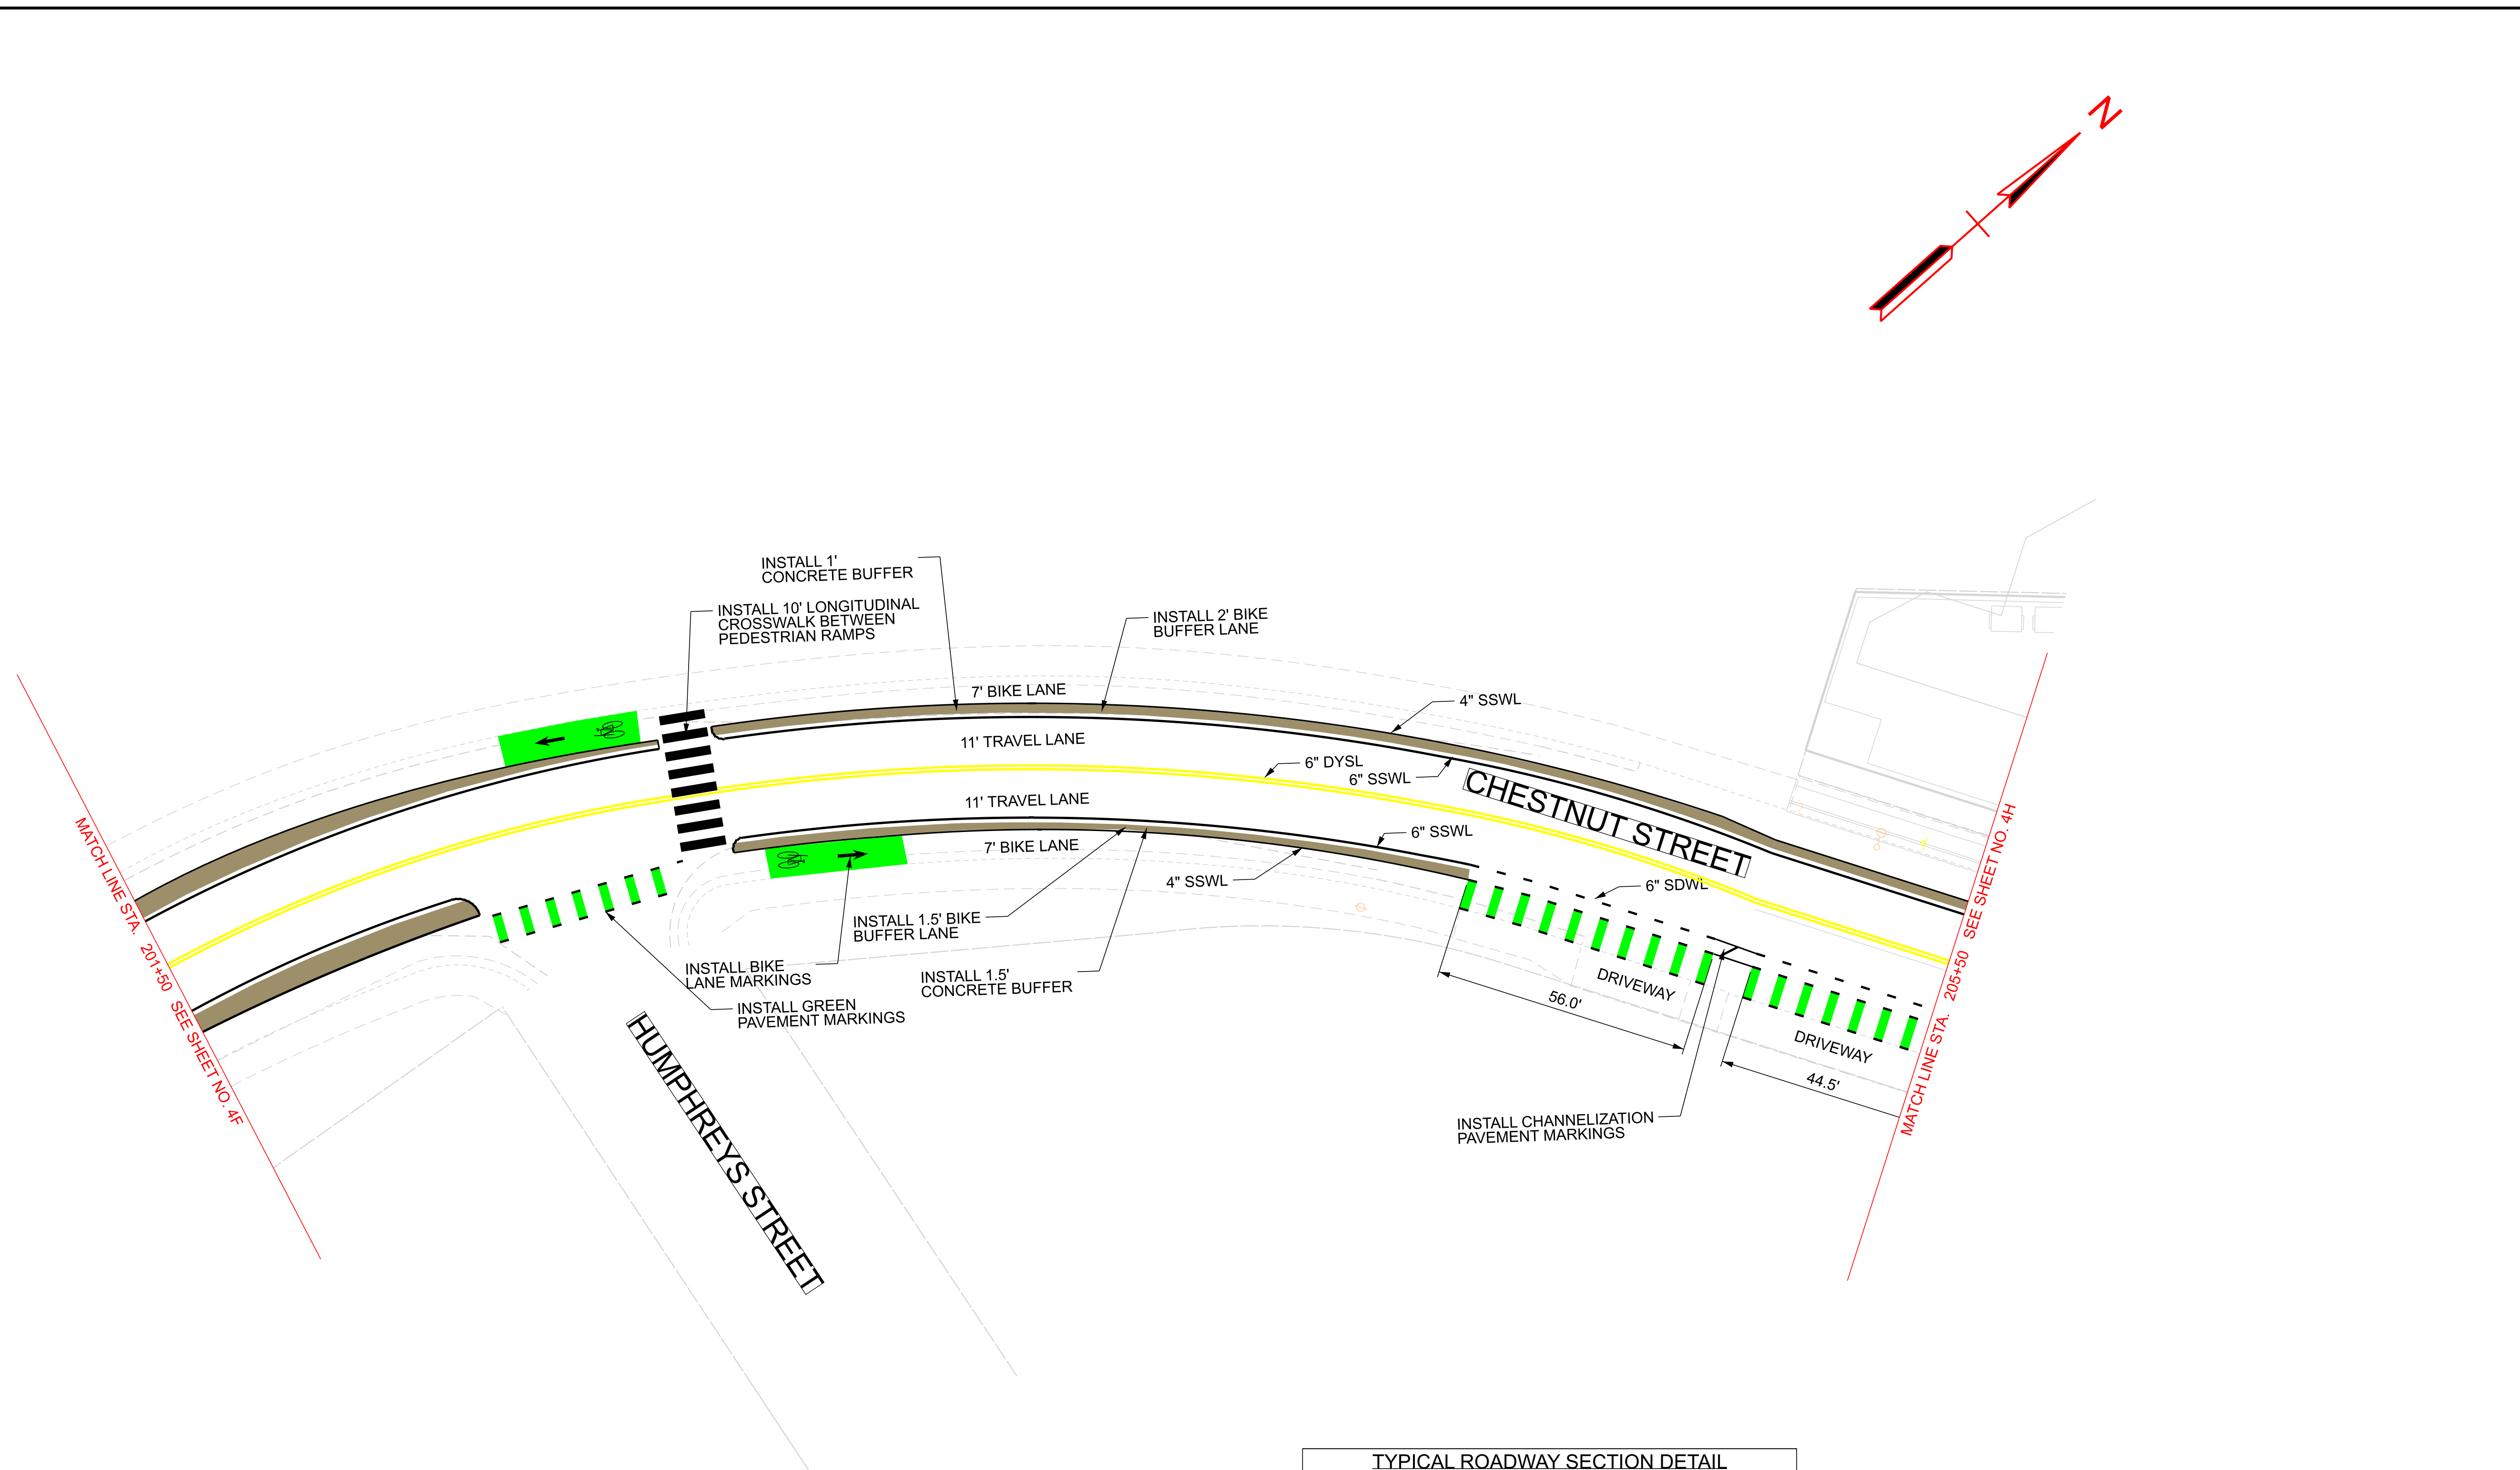 N
INSTALL 1'
CONCRETE BUFFER
INSTALL 10' LONGITUDINAL
CROSSWALK BETWEEN
PEDESTRIAN RAMPS
INSTALL 2' BIKE
BUFFER LANE
7' BIKE LANE
4" SSWL
11' TRAVEL LANE
6" DYSL
6" SSWL
CHESTNUT STREET
11' TRAVEL LANE
6" SSWL
7' BIKE LANE
4" SSWL
6" SDWL
INSTALL 1.5' BIKE
BUFFER LANE
INSTALL BIKE
LANE MARKINGS
INSTALL 1.5'
CONCRETE BUFFER
INSTALL GREEN
PAVEMENT MARKINGS
DRIVEWAY
56.0'
DRIVEWAY
44.5'
INSTALL CHANNELIZATION
PAVEMENT MARKINGS
MATCH LINE STA. 201+50 SEE SHEET NO. 4F
HUMPHREYS STREET
MATCH LINE STA. 205+50 SEE SHEET NO. 4H
TYPICAL ROADWAY SECTION DETAIL